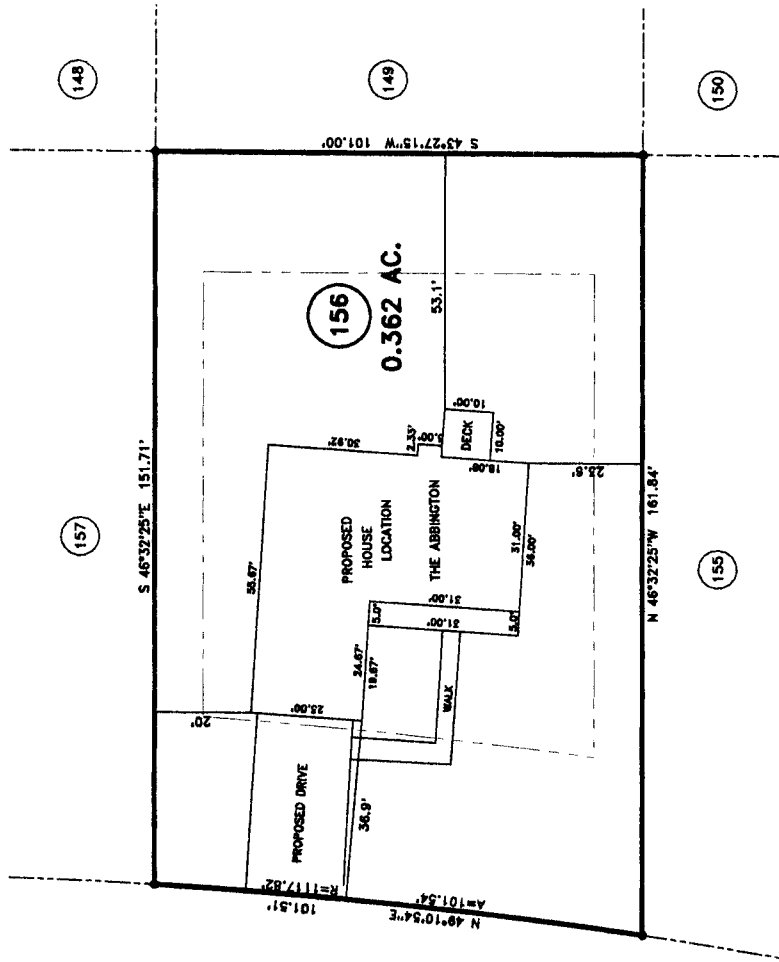 148
149
150
S 43°27'15"W 101.00'
157
S 46°32'25"E 151.71'
156
0.362 AC.
53.1'
10.00'
DECK
10.00'
5.00'
2.33'
30.92'
18.08'
PROPOSED
HOUSE
LOCATION
THE ABBINGTON
55.67'
31.00'
36.00'
N 46°32'25"W 161.84'
155
31.00'
31.00'
5.0'
5.0'
24.67'
19.67'
WALK
25.00'
20'
PROPOSED DRIVE
36.9'
R=1117.82'
101.51'
A=101.54'
N 49°10'54"E